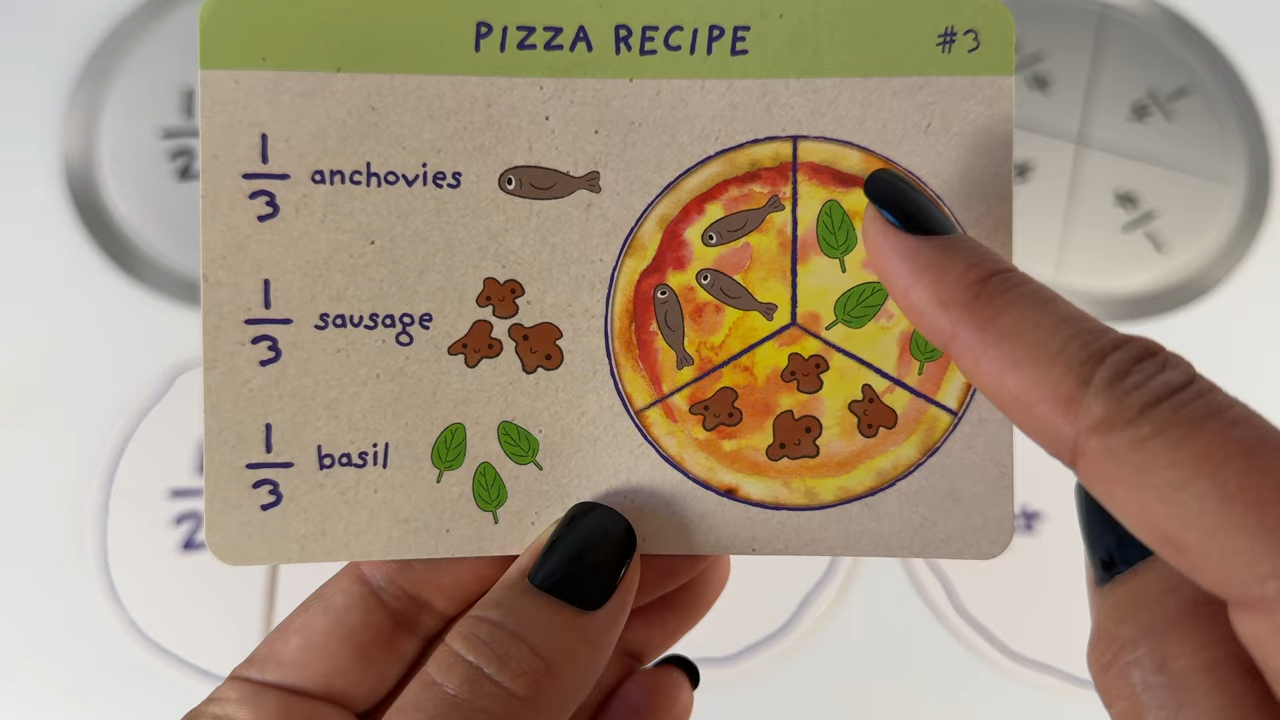 PIZZA RECIPE #3
1/3 anchovies
1/3 sausage
1/3 basil